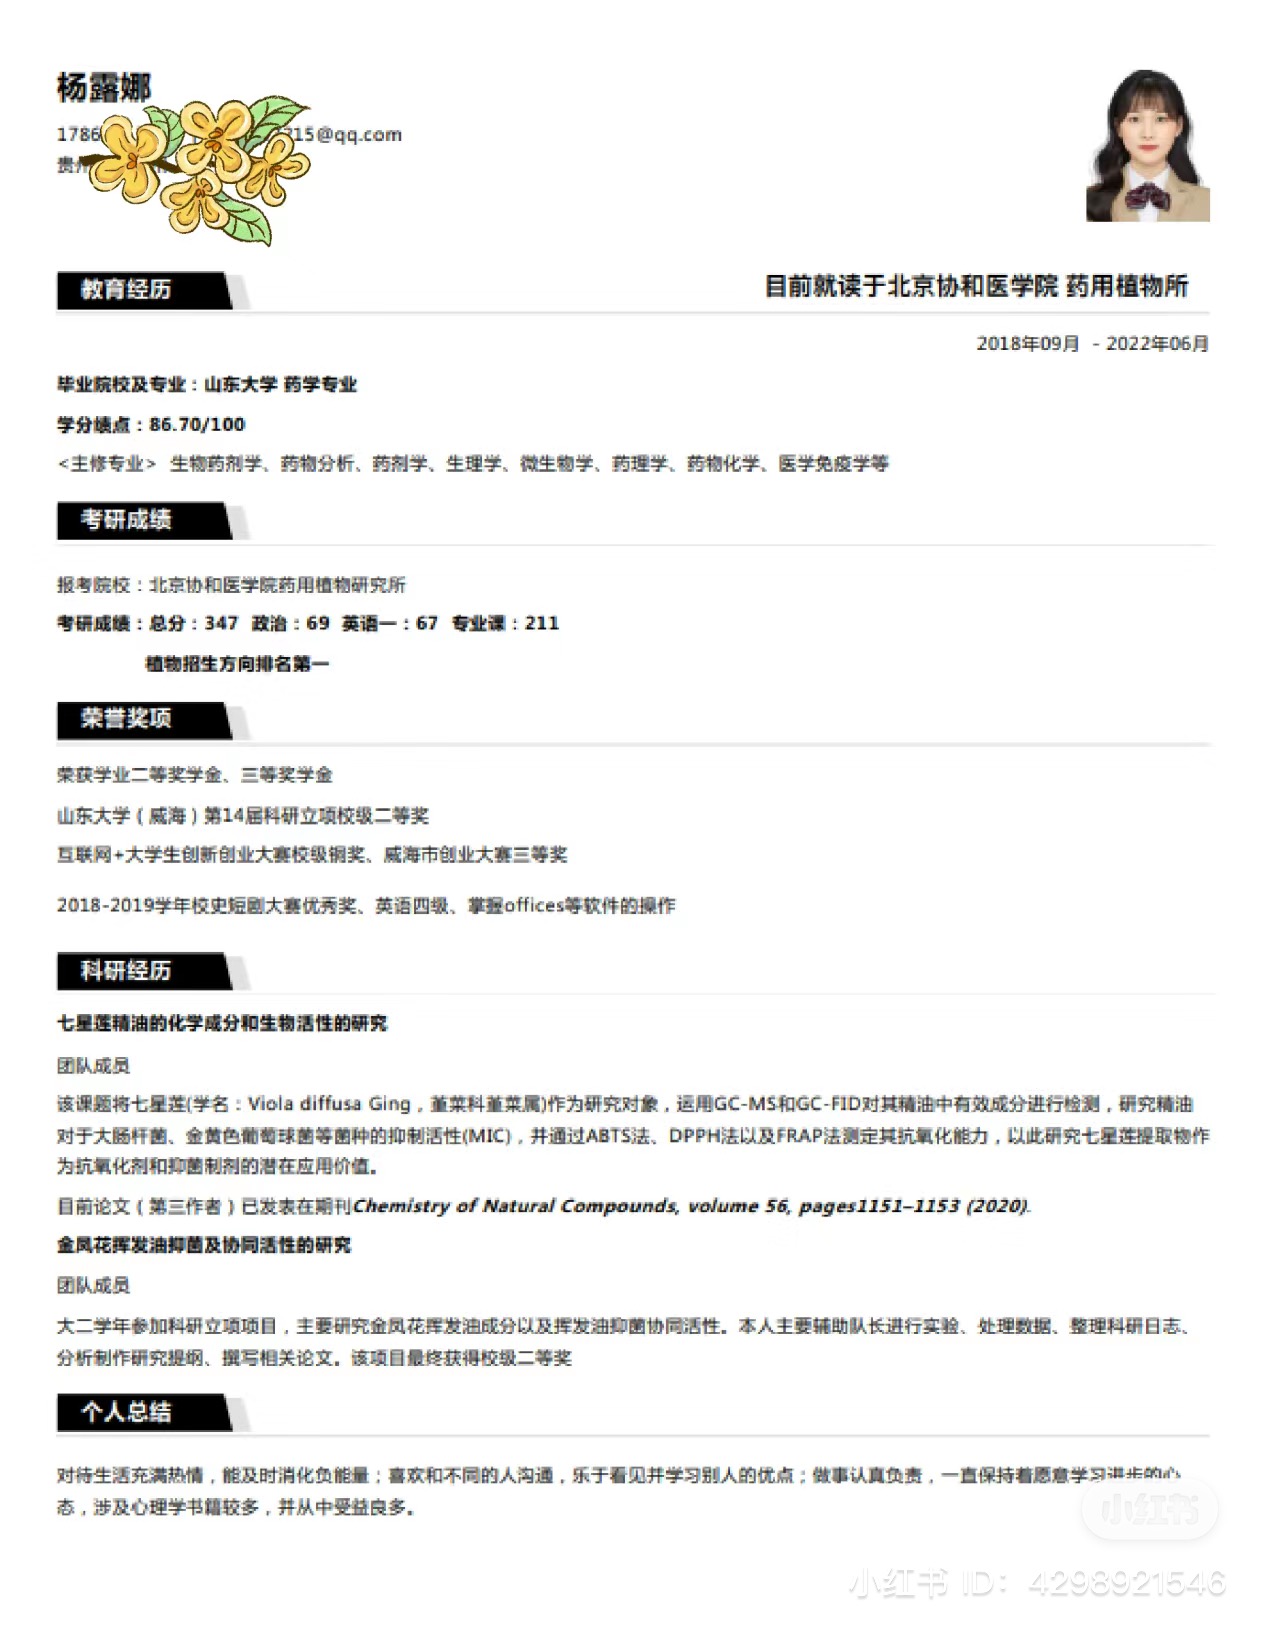 杨露娜
1786
215@qq.com
贵州
教育经历
目前就读于北京协和医学院 药用植物所
2018年09月 - 2022年06月
毕业院校及专业：山东大学 药学专业
学分绩点：86.70/100
<主修专业> 生物药剂学、药物分析、药剂学、生理学、微生物学、药理学、药物化学、医学免疫学等
考研成绩
报考院校：北京协和医学院药用植物研究所
考研成绩：总分：347 政治：69 英语一：67 专业课：211
植物招生方向排名第一
荣誉奖项
荣获学业二等奖学金、三等奖学金
山东大学（威海）第14届科研立项校级二等奖
互联网+大学生创新创业大赛校级铜奖、威海市创业大赛三等奖
2018-2019学年校史短剧大赛优秀奖、英语四级、掌握offices等软件的操作
科研经历
七星莲精油的化学成分和生物活性的研究
团队成员
该课题将七星莲(学名：Viola diffusa Ging，堇菜科堇菜属)作为研究对象，运用GC-MS和GC-FID对其精油中有效成分进行检测，研究精油
对于大肠杆菌、金黄色葡萄球菌等菌种的抑制活性(MIC)，并通过ABTS法、DPPH法以及FRAP法测定其抗氧化能力，以此研究七星莲提取物作
为抗氧化剂和抑菌制剂的潜在应用价值。
目前论文（第三作者）已发表在期刊Chemistry of Natural Compounds, volume 56, pages1151–1153 (2020).
金凤花挥发油抑菌及协同活性的研究
团队成员
大二学年参加科研立项项目，主要研究金凤花挥发油成分以及挥发油抑菌协同活性。本人主要辅助队长进行实验、处理数据、整理科研日志、
分析制作研究提纲、撰写相关论文。该项目最终获得校级二等奖
个人总结
对待生活充满热情，能及时消化负能量；喜欢和不同的人沟通，乐于看见并学习别人的优点；做事认真负责，一直保持着愿意学习进步的心
态，涉及心理学书籍较多，并从中受益良多。
小红书
小红书 ID：4298921546